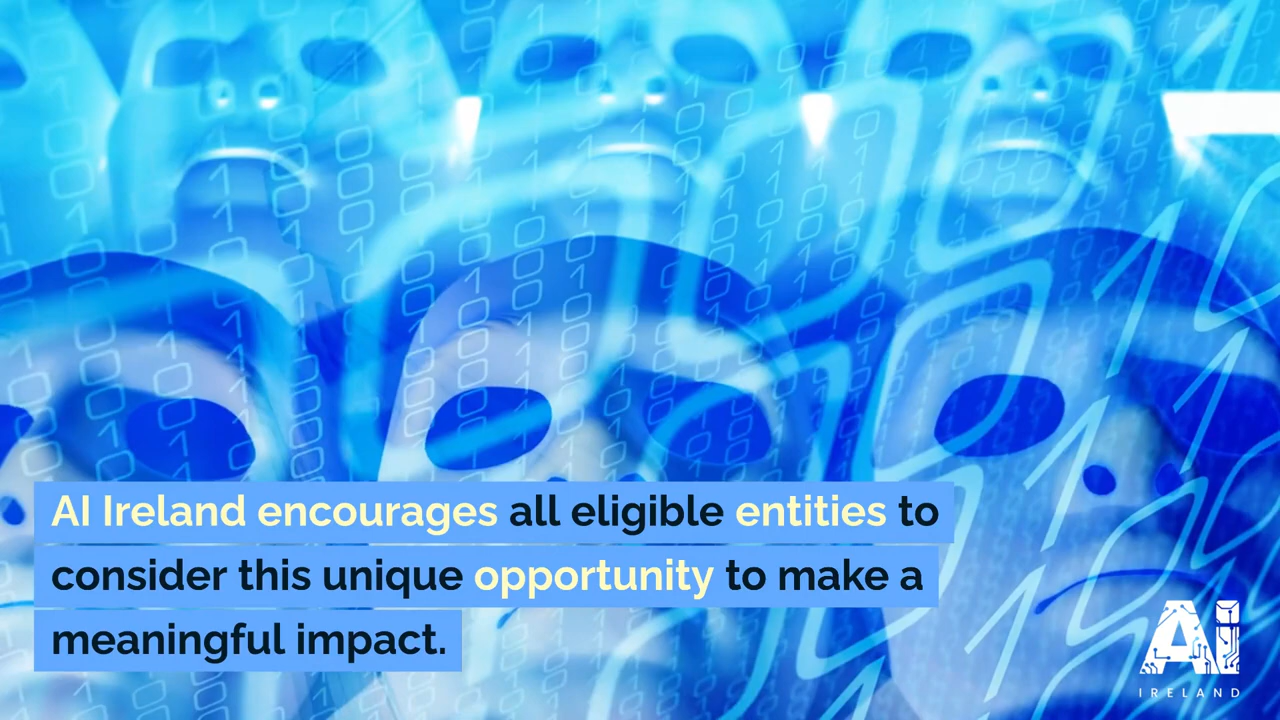 AI Ireland encourages all eligible entities to
consider this unique opportunity to make a
meaningful impact.
Ai
IRELAND